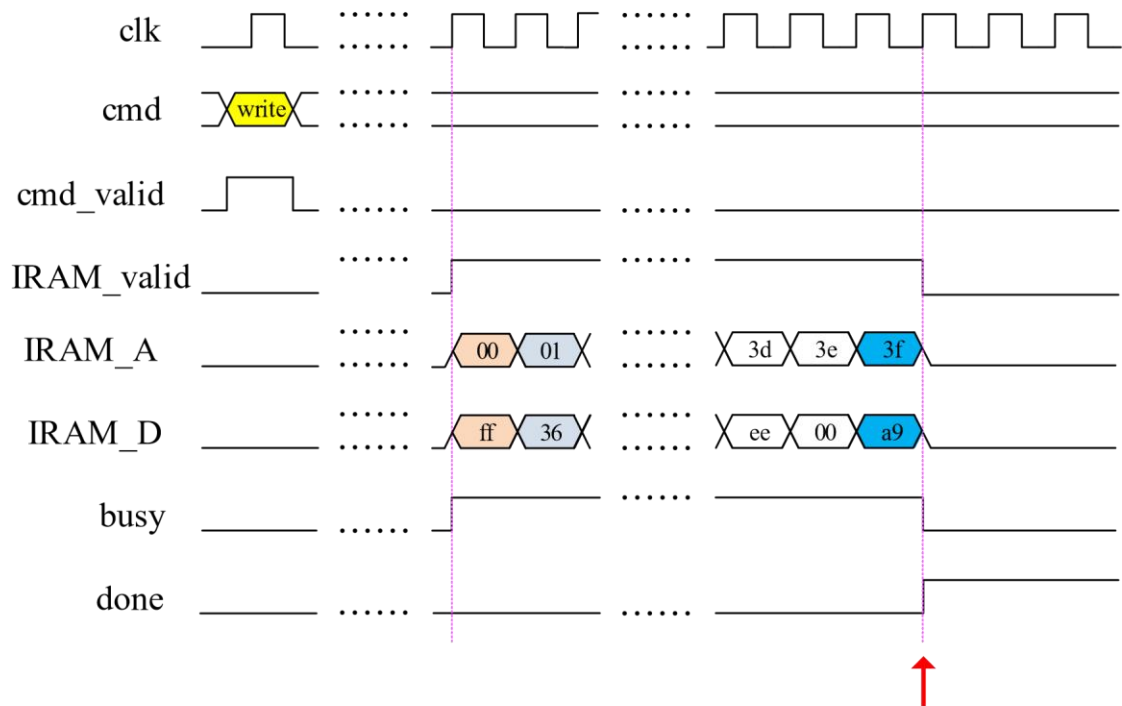 clk
cmd write
cmd_valid
IRAM_valid
IRAM_A 00 01 3d 3e 3f
IRAM_D ff 36 ee 00 a9
busy
done